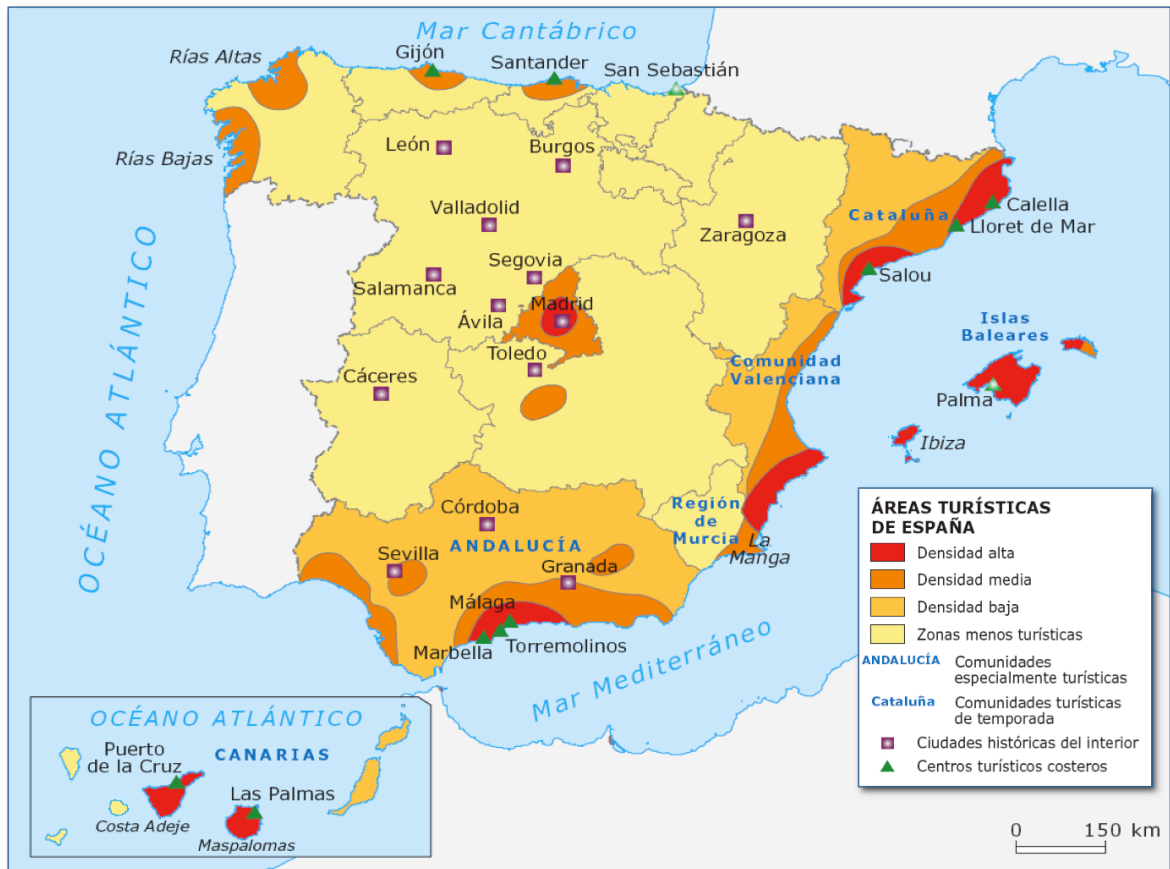 Mar Cantábrico
Rías Altas
Gijón
Santander
San Sebastián
Rías Bajas
León
Burgos
Valladolid
Zaragoza
Cataluña
Calella
Lloret de Mar
Salou
Segovia
Salamanca
Ávila
Madrid
Toledo
Cáceres
OCÉANO ATLÁNTICO
Comunidad
Valenciana
Islas
Baleares
Palma
Ibiza
Región
de
Murcia
La
Manga
Córdoba
ANDALUCÍA
Sevilla
Granada
Málaga
Marbella
Torremolinos
Mar Mediterráneo
ÁREAS TURÍSTICAS
DE ESPAÑA
Densidad alta
Densidad media
Densidad baja
Zonas menos turísticas
ANDALUCÍA Comunidades
especialmente turísticas
Cataluña Comunidades turísticas
de temporada
Ciudades históricas del interior
Centros turísticos costeros
OCÉANO ATLÁNTICO
Puerto
de la Cruz
CANARIAS
Las Palmas
Costa Adeje
Maspalomas
0 150 km